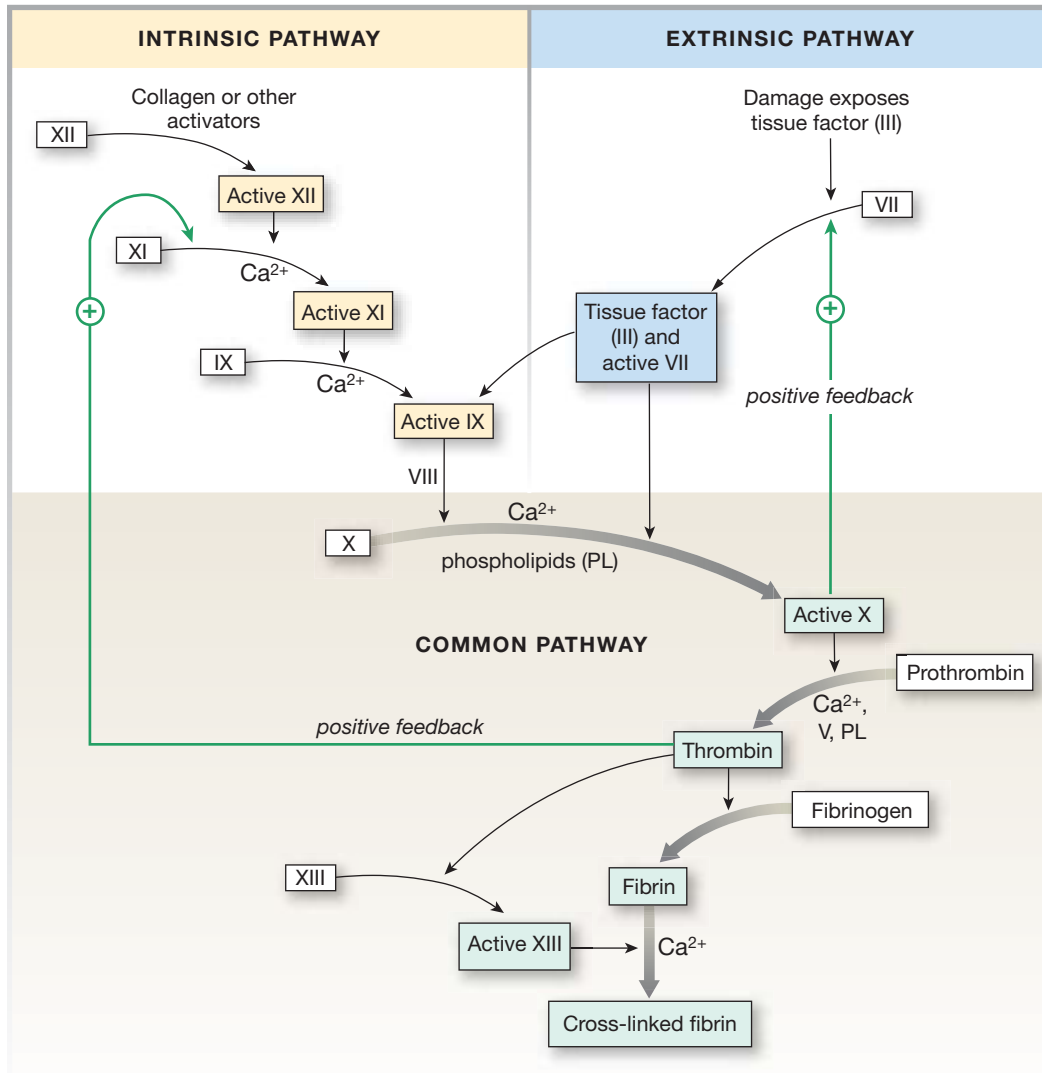 INTRINSIC PATHWAY
EXTRINSIC PATHWAY
Collagen or other
activators
XII
Active XII
XI
Ca²⁺
Active XI
IX
Ca²⁺
Active IX
VIII
Damage exposes
tissue factor (III)
VII
Tissue factor
(III) and
active VII
positive feedback
+
+
X
Ca²⁺
phospholipids (PL)
Active X
COMMON PATHWAY
Prothrombin
Ca²⁺,
V, PL
positive feedback
Thrombin
Fibrinogen
XIII
Fibrin
Active XIII
Ca²⁺
Cross-linked fibrin